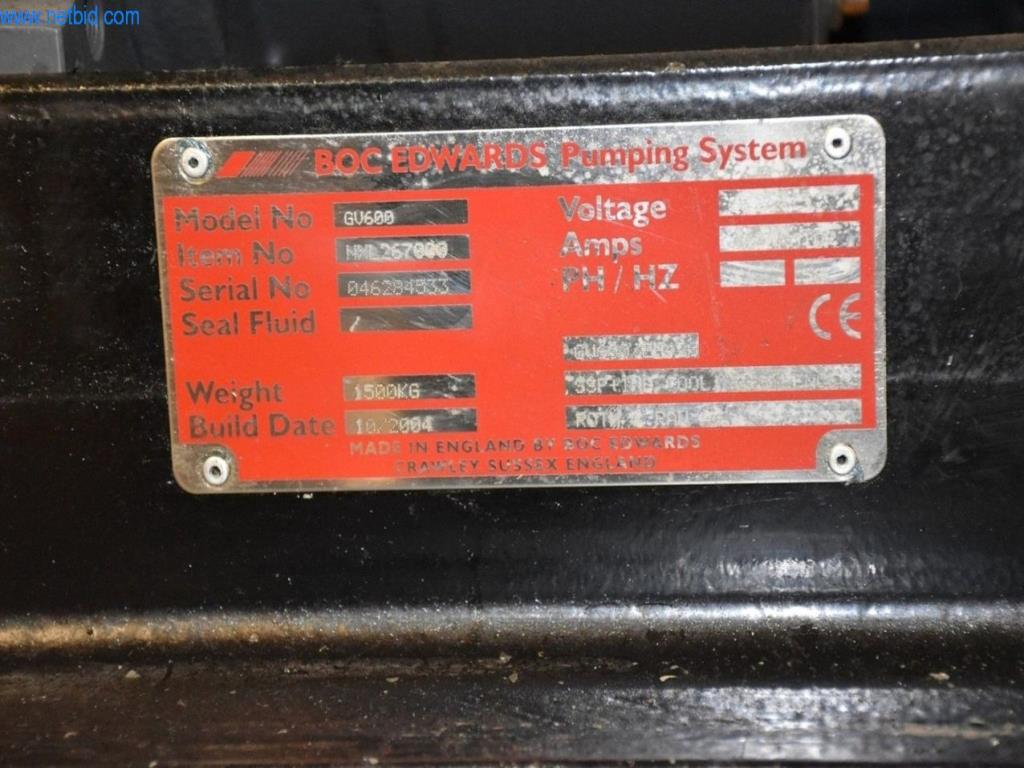 www.netbid.com
BOC EDWARDS Pumping System
Model No GV600
Item No NXL267000
Serial No 046284533
Seal Fluid
Weight 1500KG
Build Date 10/2004
Voltage
Amps
PH / HZ
CE
MADE IN ENGLAND BY BOC EDWARDS
CRAWLEY SUSSEX ENGLAND